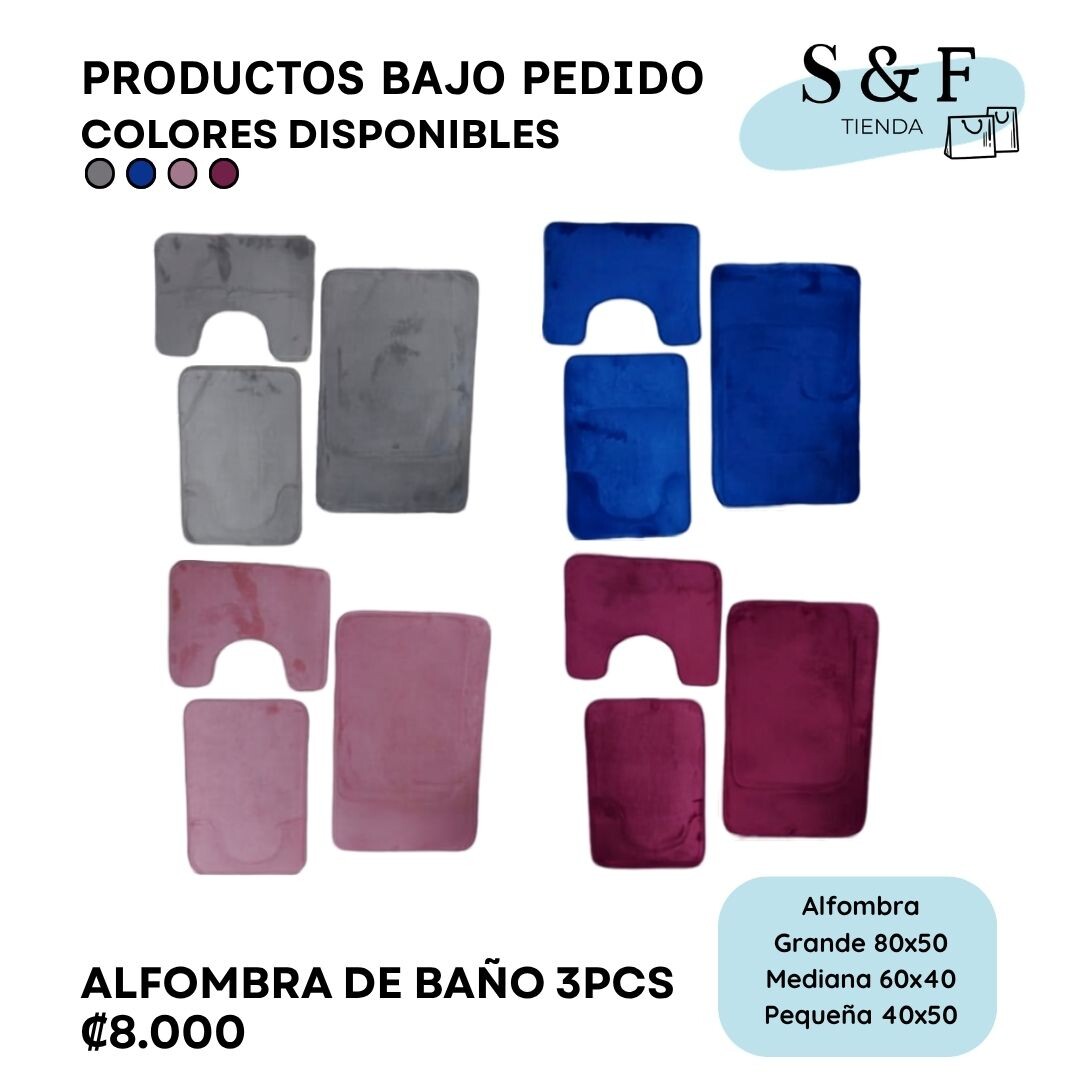 PRODUCTOS BAJO PEDIDO
COLORES DISPONIBLES
S & F
TIENDA
ALFOMBRA DE BAÑO 3PCS
₡8.000
Alfombra
Grande 80x50
Mediana 60x40
Pequeña 40x50